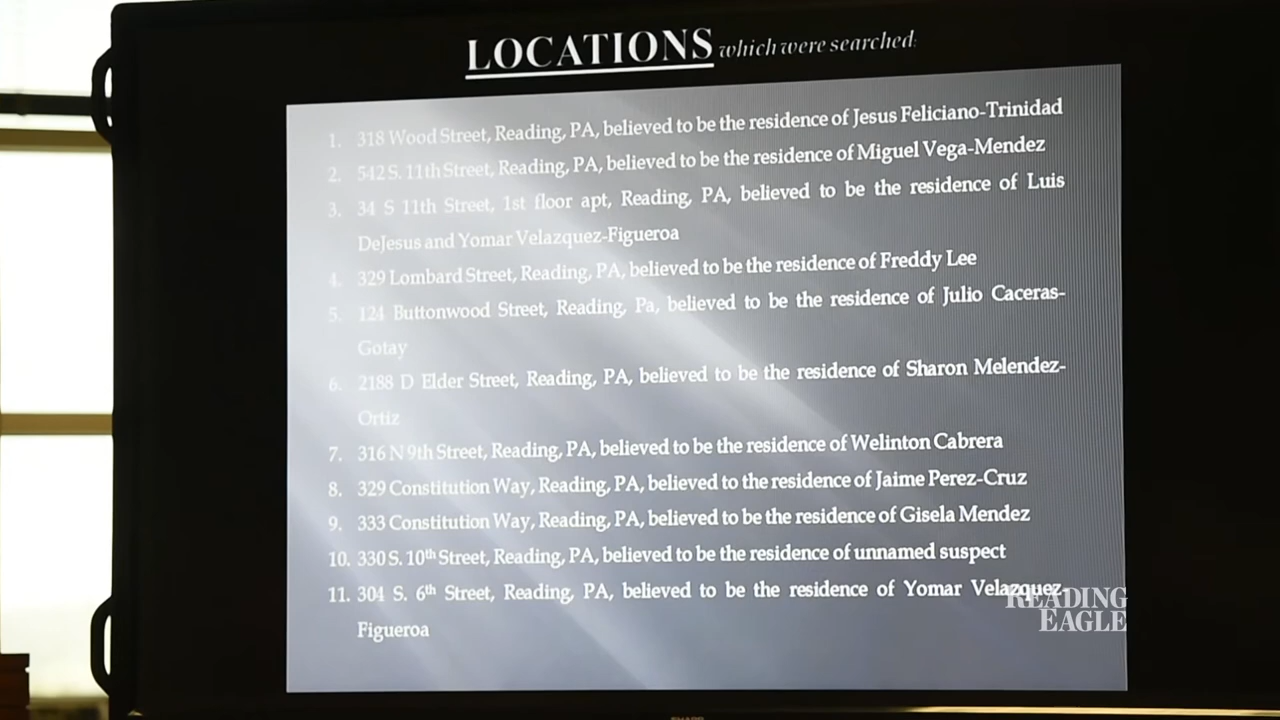 LOCATIONS which were searched:
1. 318 Wood Street, Reading, PA, believed to be the residence of Jesus Feliciano-Trinidad
2. 542 S. 11th Street, Reading, PA, believed to be the residence of Miguel Vega-Mendez
3. 34 S 11th Street, 1st floor apt, Reading, PA, believed to be the residence of Luis
DeJesus and Yomar Velazquez-Figueroa
4. 329 Lombard Street, Reading, PA, believed to be the residence of Freddy Lee
5. 124 Buttonwood Street, Reading, Pa, believed to be the residence of Julio Caceras-
Gotay
6. 2188 D Elder Street, Reading, PA, believed to be the residence of Sharon Melendez-
Ortiz
7. 316 N 9th Street, Reading, PA, believed to be the residence of Welinton Cabrera
8. 329 Constitution Way, Reading, PA, believed to the residence of Jaime Perez-Cruz
9. 333 Constitution Way, Reading, PA, believed to be the residence of Gisela Mendez
10. 330 S. 10th Street, Reading, PA, believed to be the residence of unnamed suspect
11. 304 S. 6th Street, Reading, PA, believed to be the residence of Yomar Velazquez-
Figueroa
READING
EAGLE